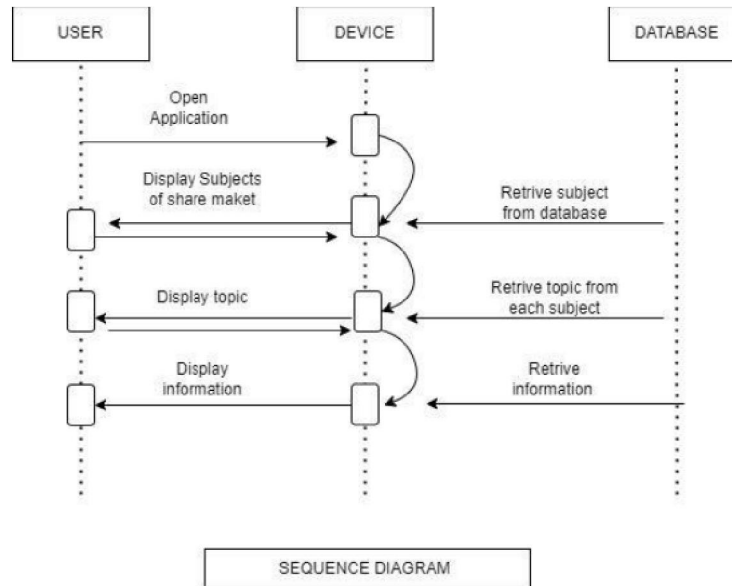 USER
DEVICE
DATABASE
Open
Application
Display Subjects
of share maket
Retrive subject
from database
Display topic
Retrive topic from
each subject
Display
information
Retrive
information
SEQUENCE DIAGRAM